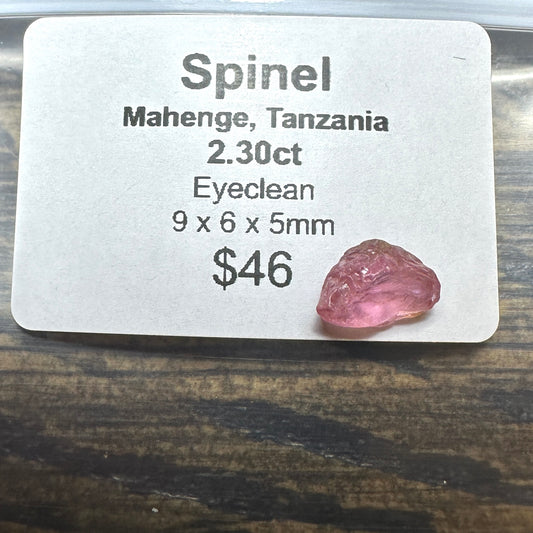 Spinel
Mahenge, Tanzania
2.30ct
Eyeclean
9 x 6 x 5mm
$46